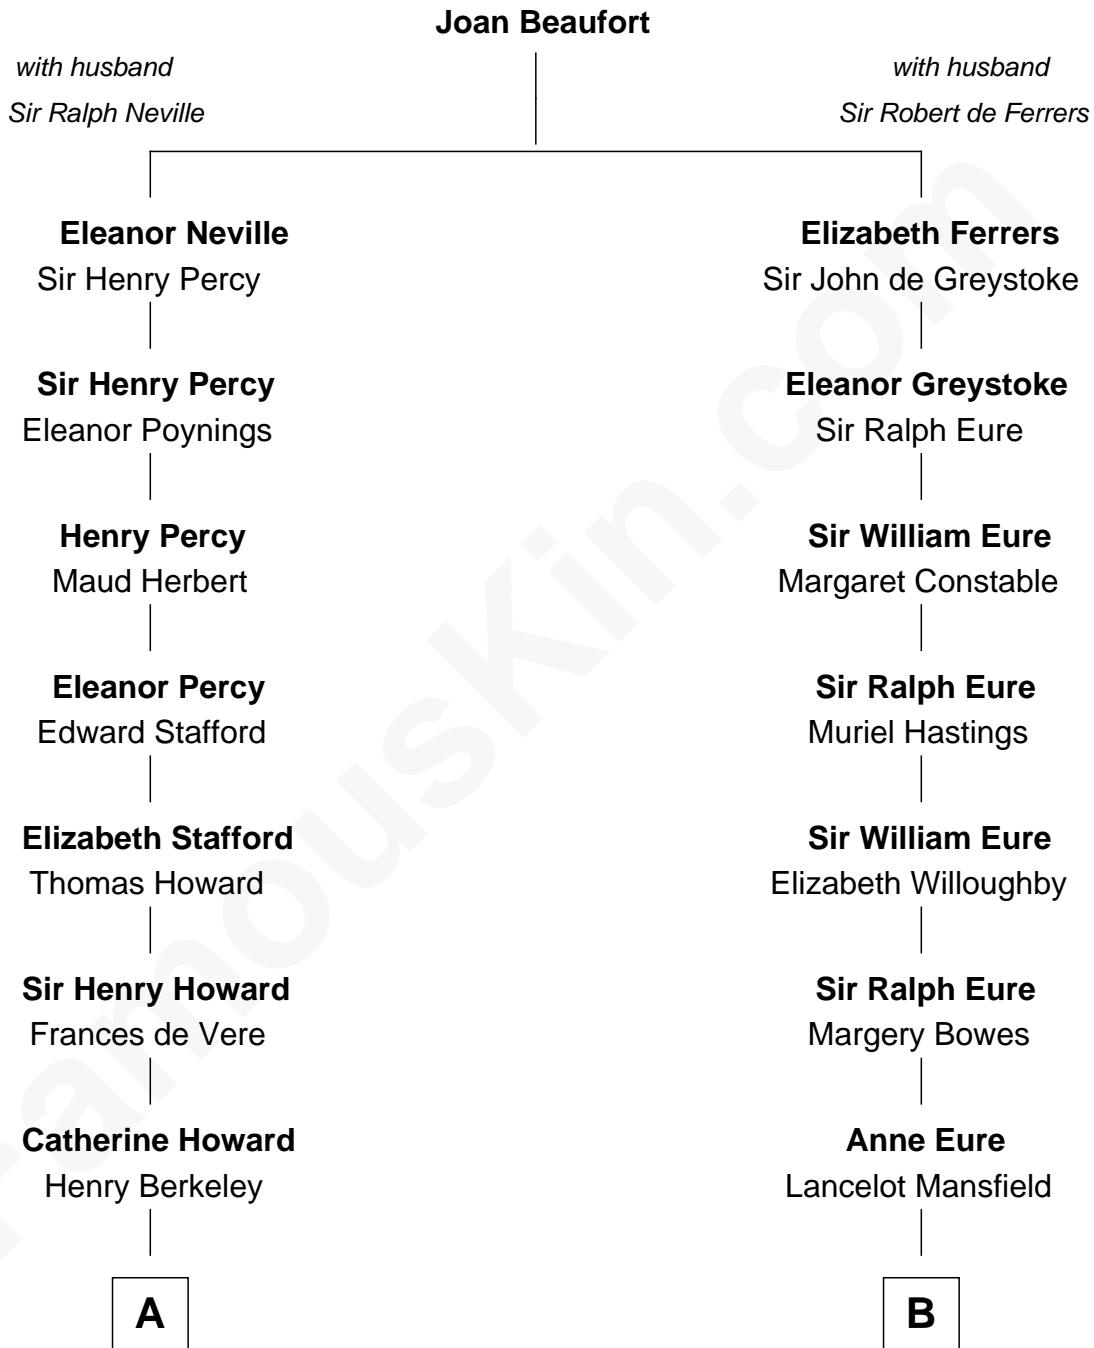 Joan Beaufort
with husband
Sir Ralph Neville
with husband
Sir Robert de Ferrers
Eleanor Neville
Sir Henry Percy
Elizabeth Ferrers
Sir John de Greystoke
Sir Henry Percy
Eleanor Poynings
Eleanor Greystoke
Sir Ralph Eure
Henry Percy
Maud Herbert
Sir William Eure
Margaret Constable
Eleanor Percy
Edward Stafford
Sir Ralph Eure
Muriel Hastings
Elizabeth Stafford
Thomas Howard
Sir William Eure
Elizabeth Willoughby
Sir Henry Howard
Frances de Vere
Sir Ralph Eure
Margery Bowes
Catherine Howard
Henry Berkeley
Anne Eure
Lancelot Mansfield
A
B
FamousKin.com